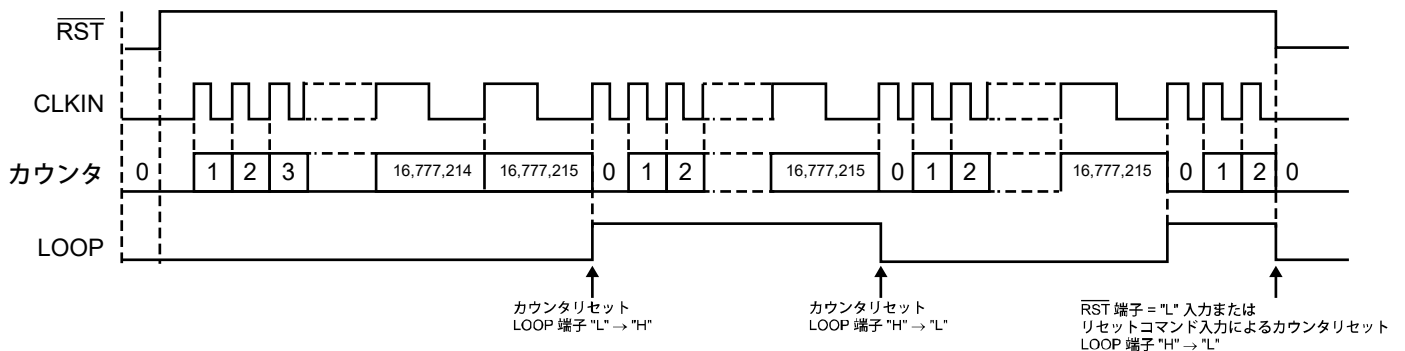 RST
CLKIN
カウンタ 0 1 2 3 16,777,214 16,777,215 0 1 2 16,777,215 0 1 2 16,777,215 0 1 2 0
LOOP
カウンタリセット
LOOP 端子 "L" → "H"
カウンタリセット
LOOP 端子 "H" → "L"
RST 端子 = "L" 入力または
リセットコマンド入力によるカウンタリセット
LOOP 端子 "H" → "L"